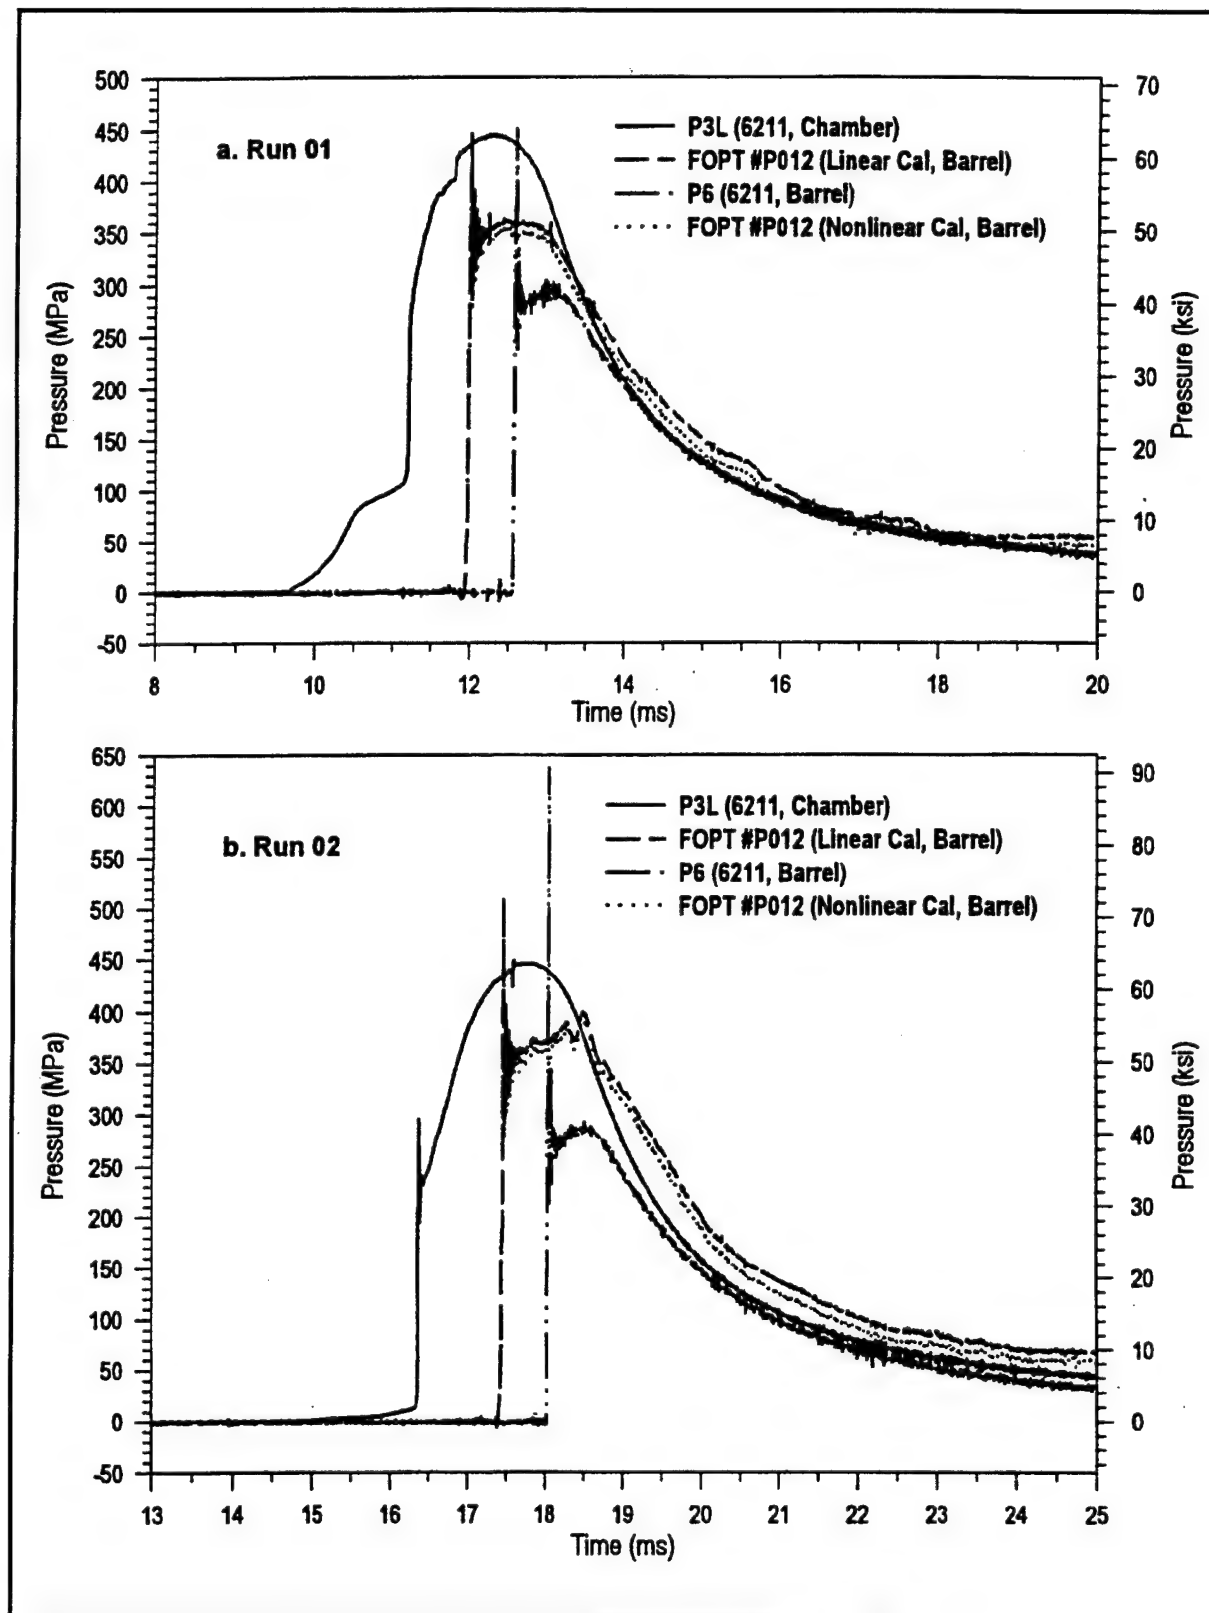 500
450
400
350
300
250
200
150
100
50
0
-50
Pressure (MPa)
a. Run 01
P3L (6211, Chamber)
FOPT #P012 (Linear Cal, Barrel)
P6 (6211, Barrel)
FOPT #P012 (Nonlinear Cal, Barrel)
70
60
50
40
30
20
10
0
Pressure (ksi)
8 10 12 14 16 18 20
Time (ms)
650
600
550
500
450
400
350
300
250
200
150
100
50
0
-50
Pressure (MPa)
b. Run 02
P3L (6211, Chamber)
FOPT #P012 (Linear Cal, Barrel)
P6 (6211, Barrel)
FOPT #P012 (Nonlinear Cal, Barrel)
90
80
70
60
50
40
30
20
10
0
Pressure (ksi)
13 14 15 16 17 18 19 20 21 22 23 24 25
Time (ms)